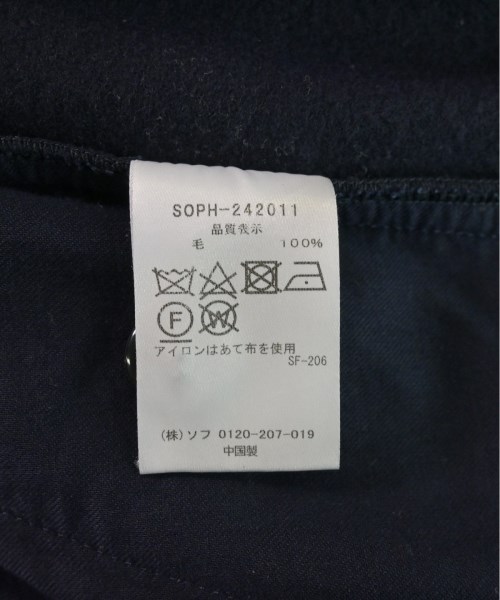 SOPH-242011
品質表示
毛 100%
F W
アイロンはあて布を使用
SF-206
(株)ソフ 0120-207-019
中国製